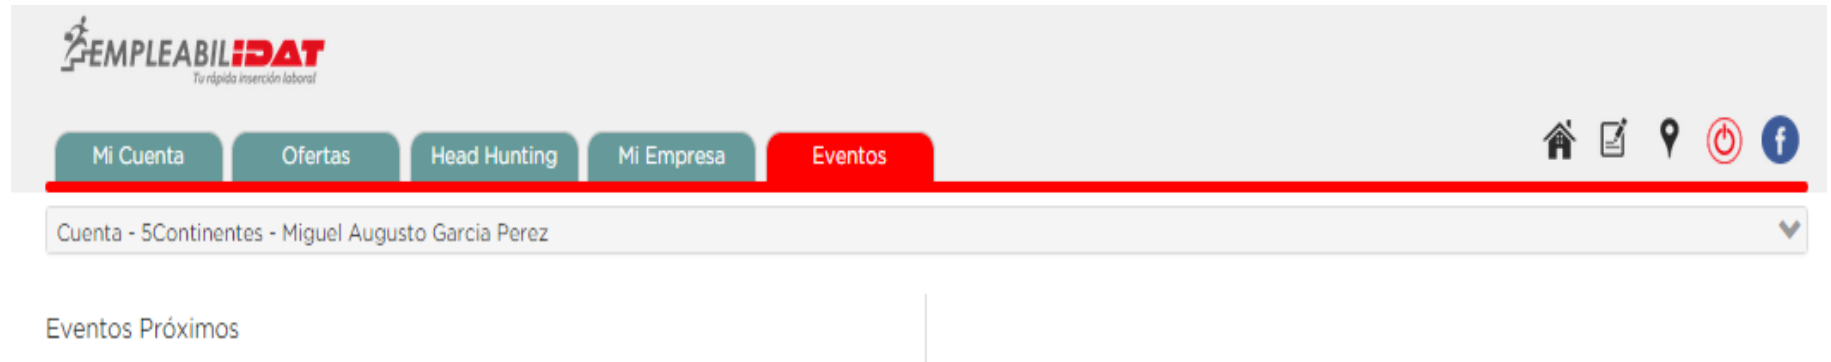 EMPLEABILIDAT
Tu rápida inserción laboral
Mi Cuenta Ofertas Head Hunting Mi Empresa Eventos
f
Cuenta - 5Continentes - Miguel Augusto Garcia Perez
Eventos Próximos